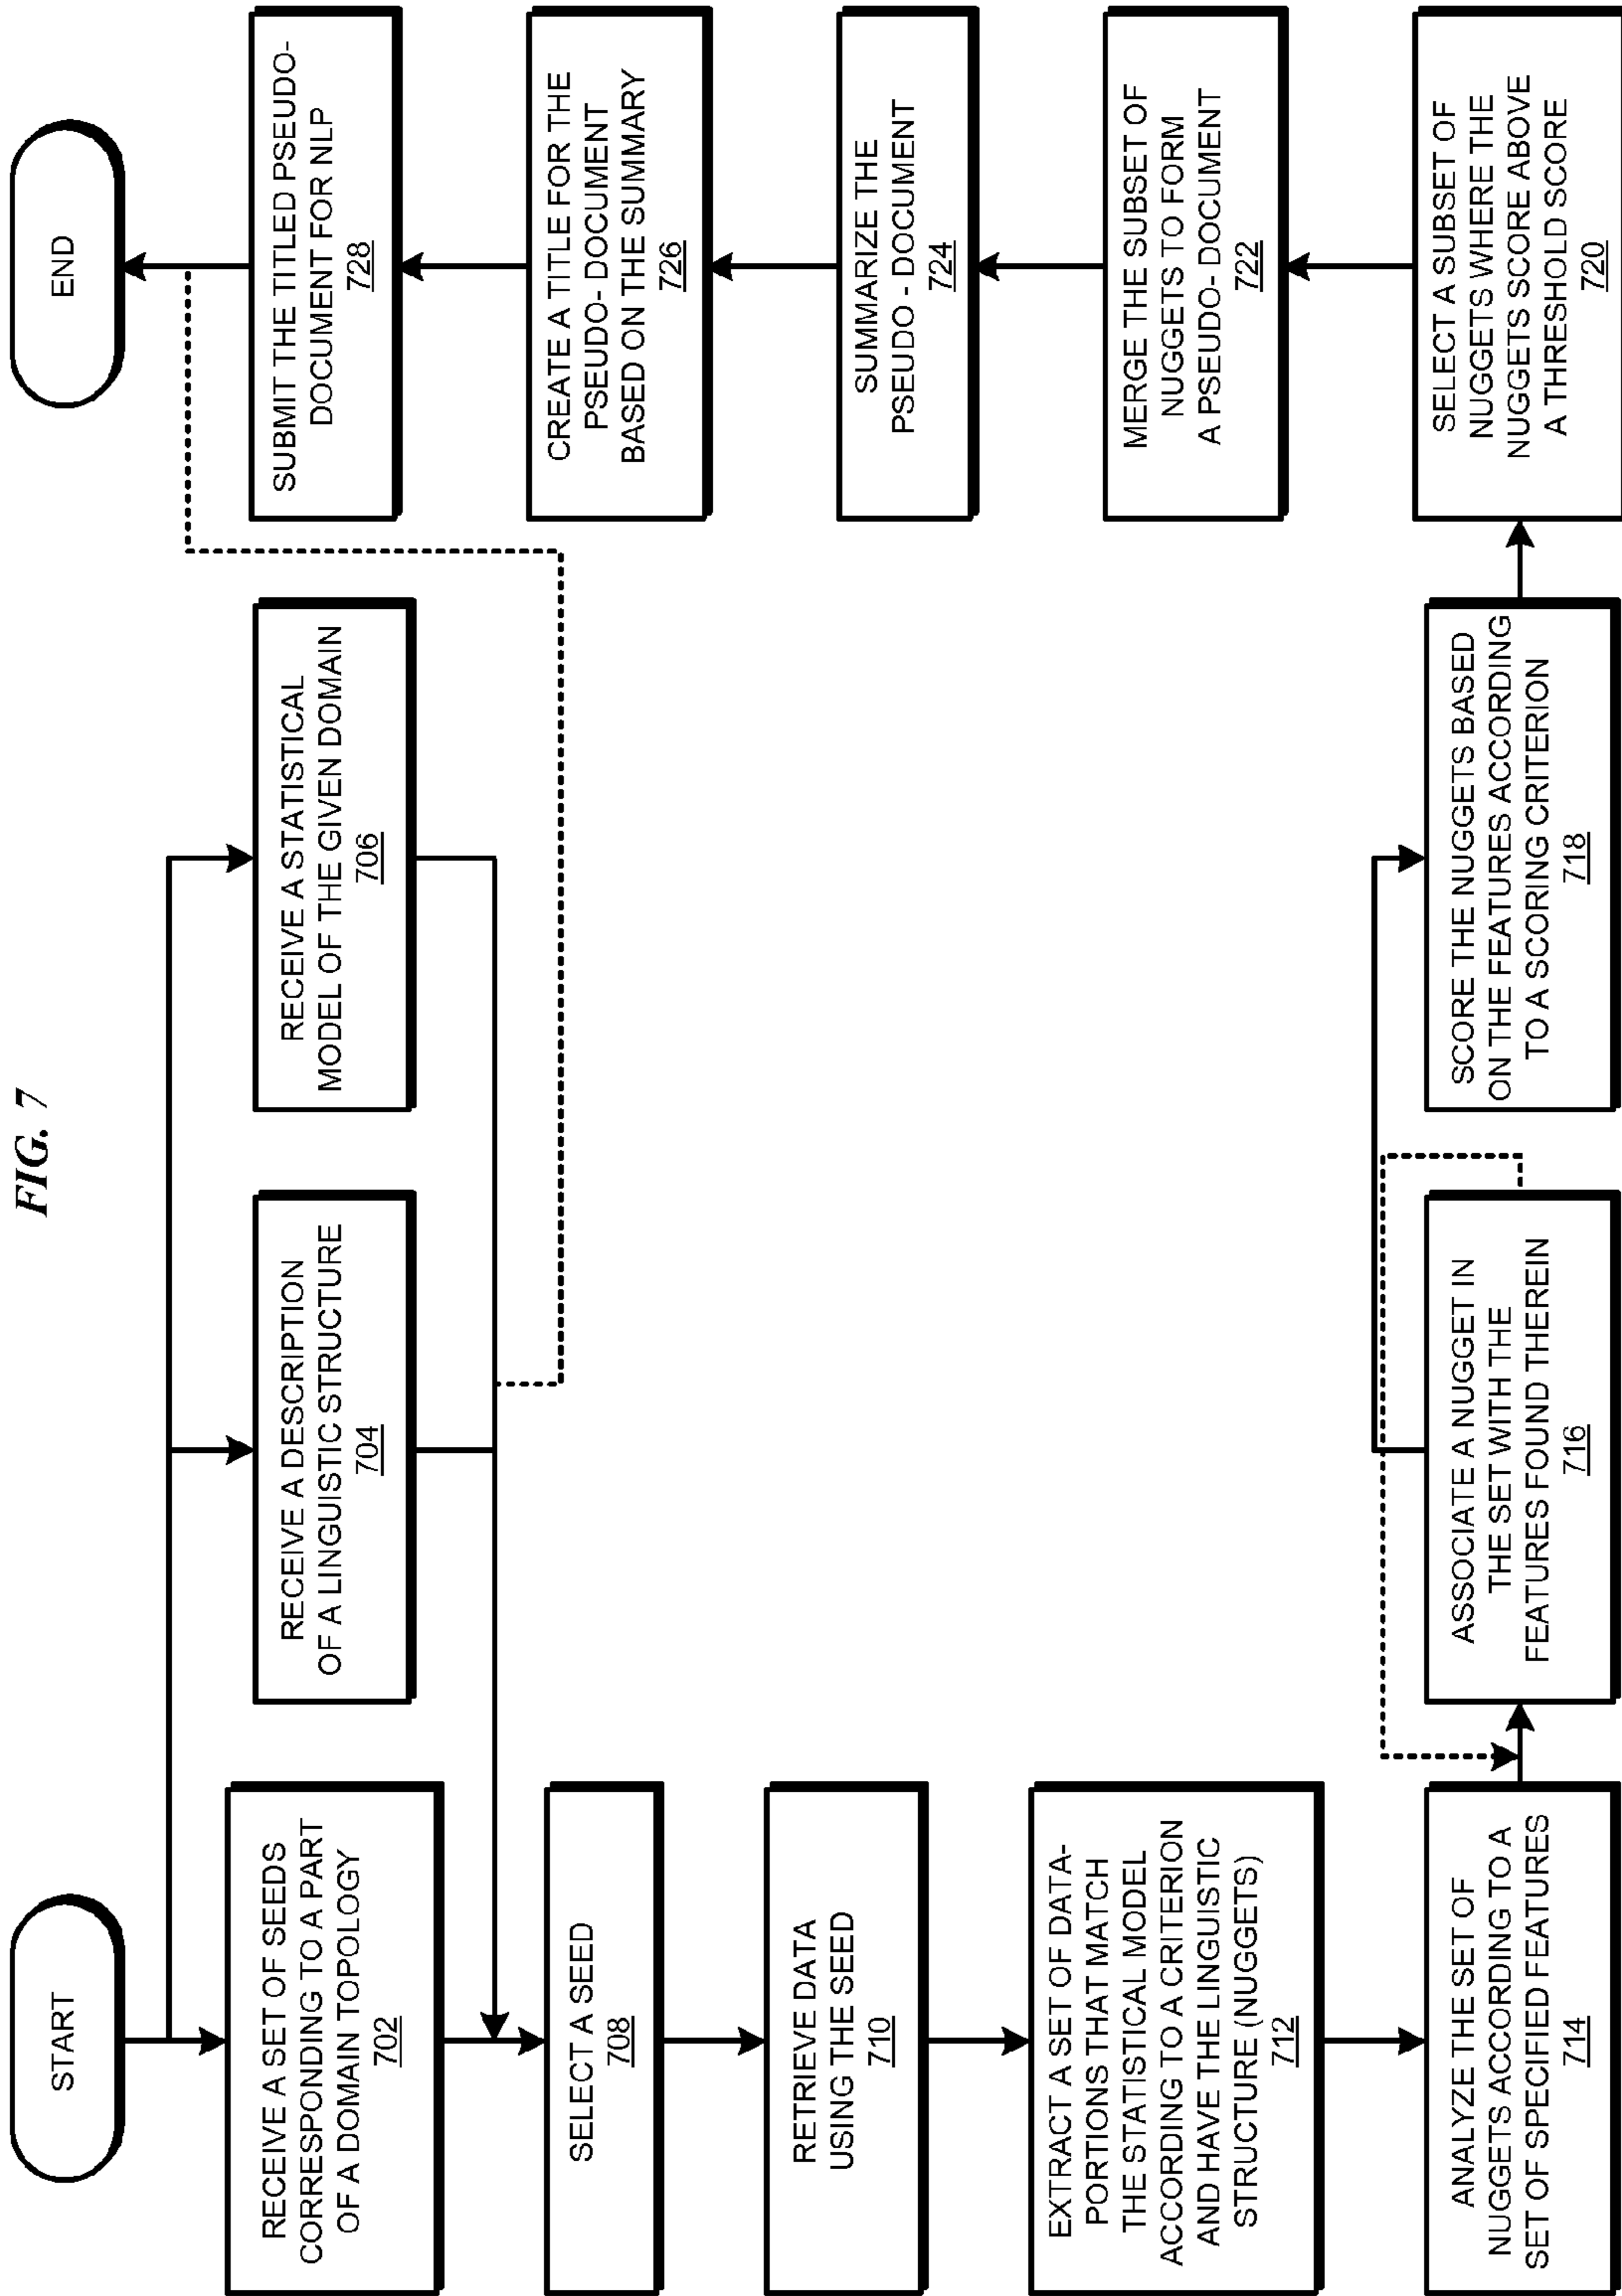 FIG. 7
START
RECEIVE A SET OF SEEDS
CORRESPONDING TO A PART
OF A DOMAIN TOPOLOGY
702
RECEIVE A DESCRIPTION
OF A LINGUISTIC STRUCTURE
704
RECEIVE A STATISTICAL
MODEL OF THE GIVEN DOMAIN
706
SELECT A SEED
708
RETRIEVE DATA
USING THE SEED
710
EXTRACT A SET OF DATA-
PORTIONS THAT MATCH
THE STATISTICAL MODEL
ACCORDING TO A CRITERION
AND HAVE THE LINGUISTIC
STRUCTURE (NUGGETS)
712
ANALYZE THE SET OF
NUGGETS ACCORDING TO A
SET OF SPECIFIED FEATURES
714
ASSOCIATE A NUGGET IN
THE SET WITH THE
FEATURES FOUND THEREIN
716
SCORE THE NUGGETS BASED
ON THE FEATURES ACCORDING
TO A SCORING CRITERION
718
SELECT A SUBSET OF
NUGGETS WHERE THE
NUGGETS SCORE ABOVE
A THRESHOLD SCORE
720
MERGE THE SUBSET OF
NUGGETS TO FORM
A PSEUDO- DOCUMENT
722
SUMMARIZE THE
PSEUDO - DOCUMENT
724
CREATE A TITLE FOR THE
PSEUDO- DOCUMENT
BASED ON THE SUMMARY
726
SUBMIT THE TITLED PSEUDO-
DOCUMENT FOR NLP
728
END